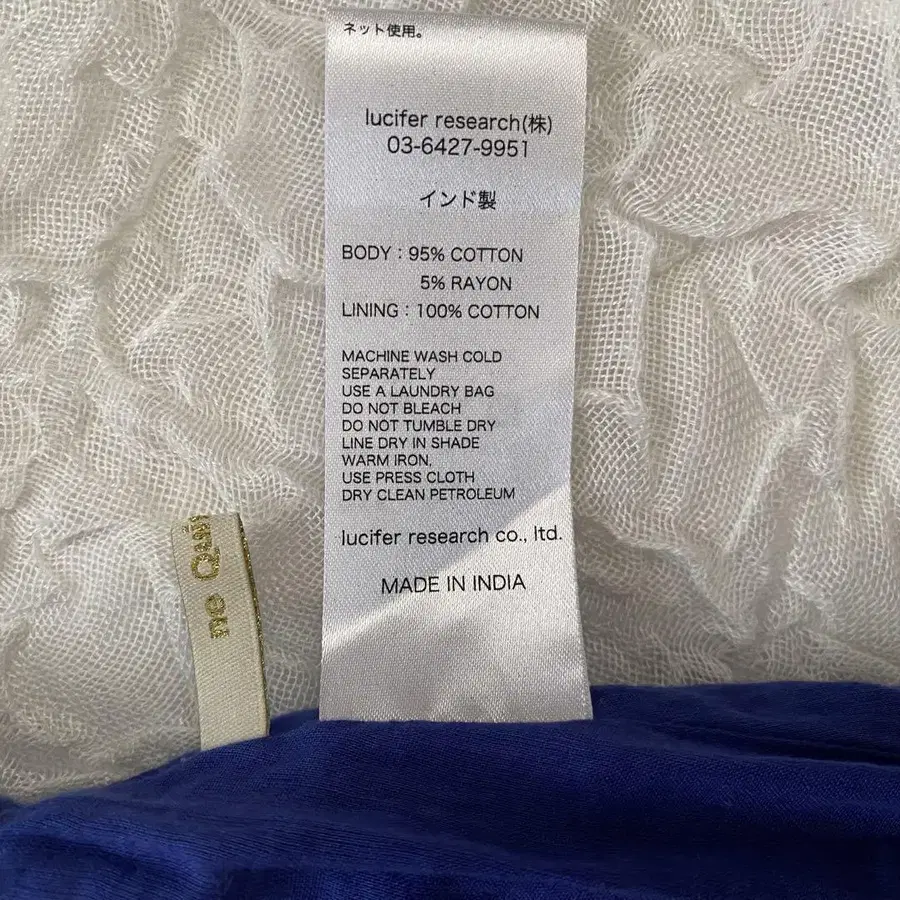 ネット使用。
lucifer research(株)
03-6427-9951
インド製
BODY : 95% COTTON
5% RAYON
LINING : 100% COTTON
MACHINE WASH COLD
SEPARATELY
USE A LAUNDRY BAG
DO NOT BLEACH
DO NOT TUMBLE DRY
LINE DRY IN SHADE
WARM IRON,
USE PRESS CLOTH
DRY CLEAN PETROLEUM
lucifer research co., ltd.
MADE IN INDIA